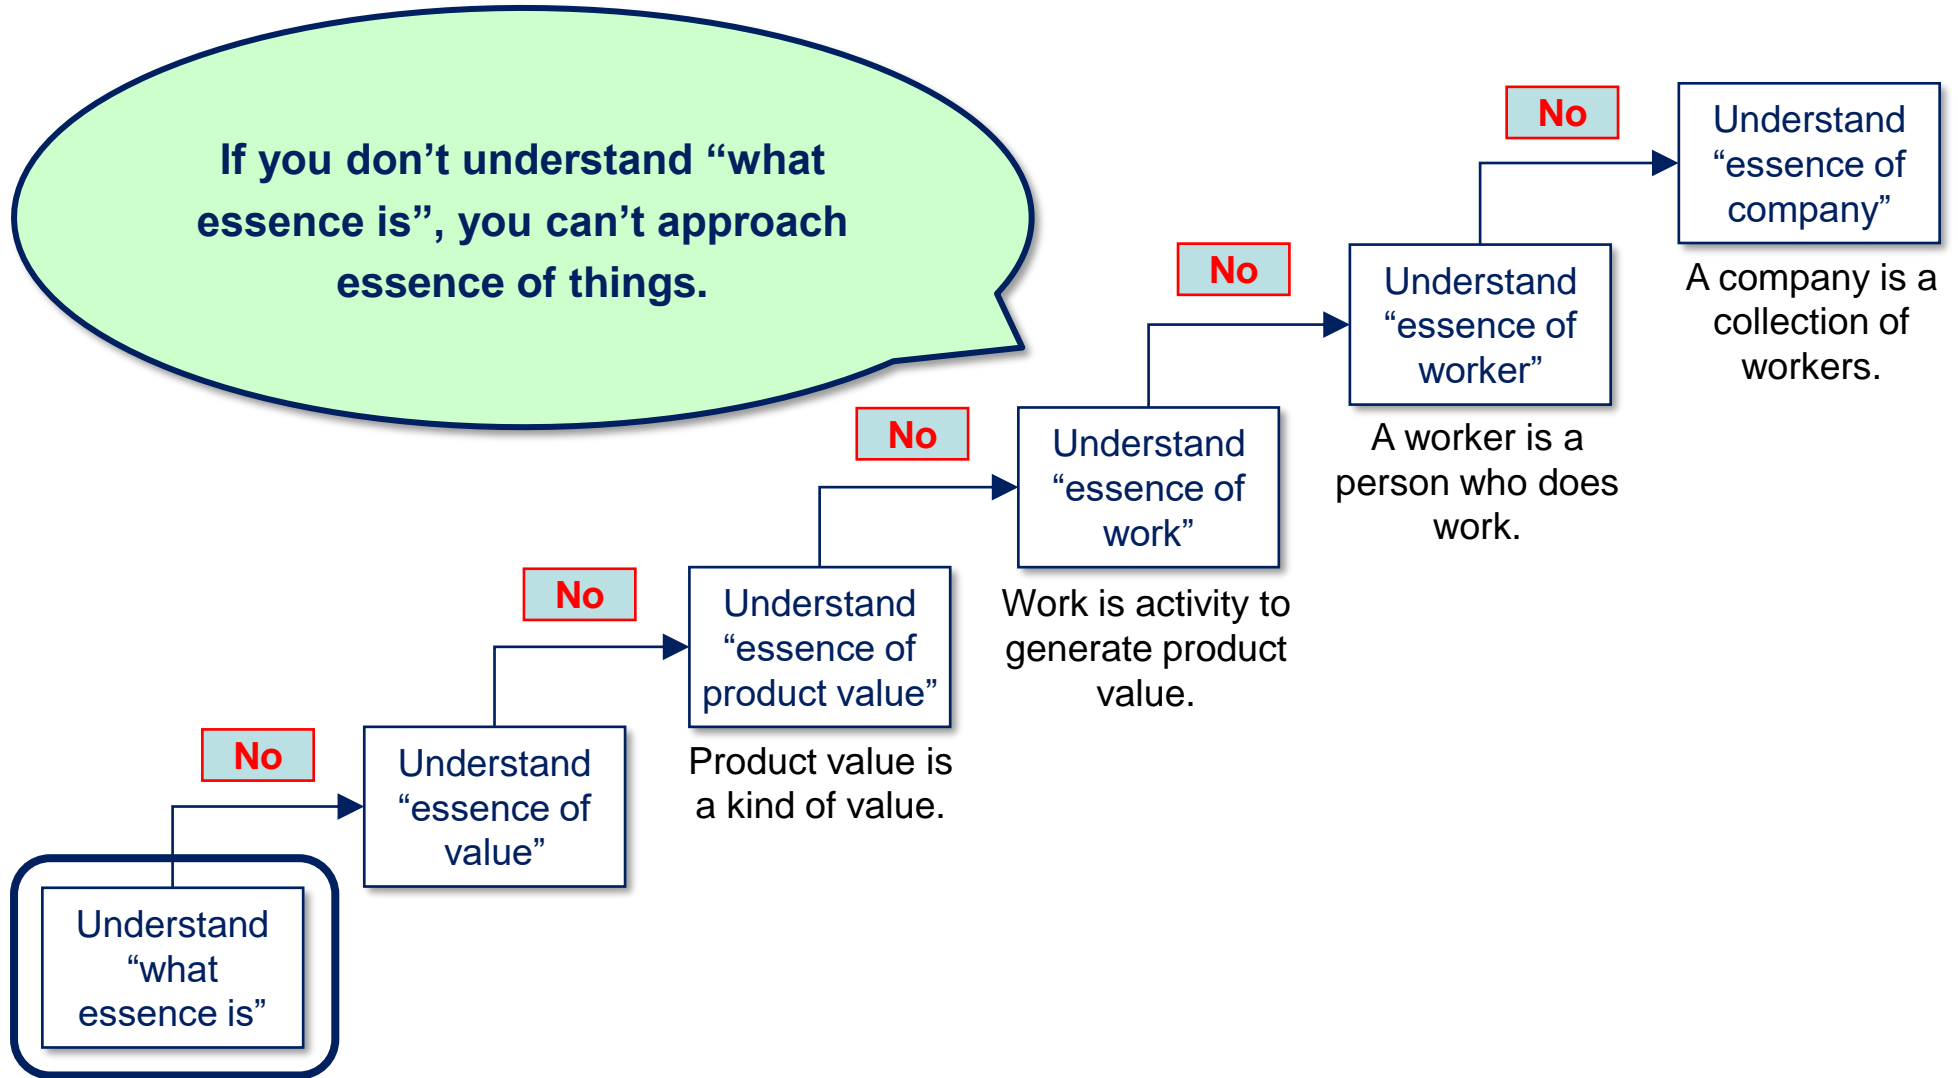 If you don’t understand “what
essence is”, you can’t approach
essence of things.
No
Understand
“essence of
company”
A company is a
collection of
workers.
No
Understand
“essence of
worker”
A worker is a
person who does
work.
No
Understand
“essence of
work”
Work is activity to
generate product
value.
No
Understand
“essence of
product value”
Product value is
a kind of value.
No
Understand
“essence of
value”
Understand
“what
essence is”